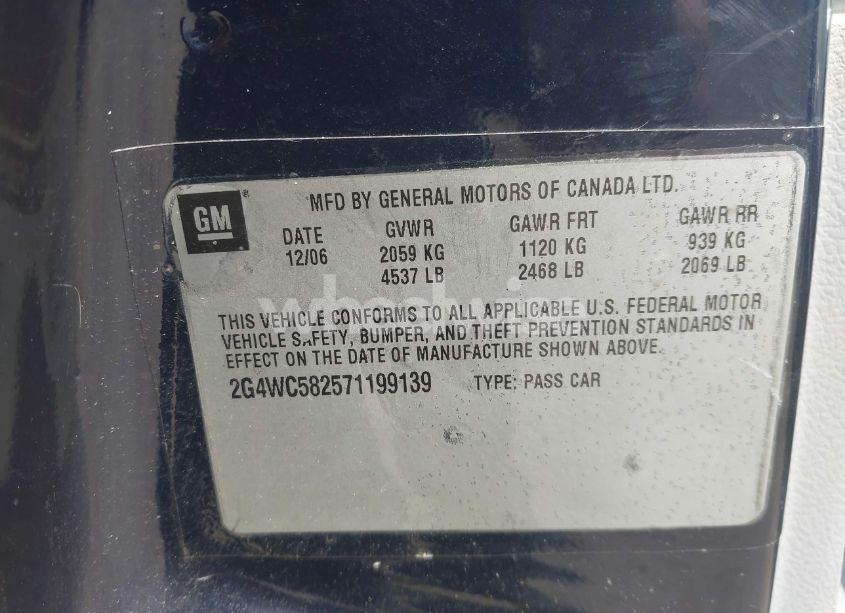 GM
MFD BY GENERAL MOTORS OF CANADA LTD.
DATE GVWR GAWR FRT GAWR RR
12/06 2059 KG 1120 KG 939 KG
4537 LB 2468 LB 2069 LB
THIS VEHICLE CONFORMS TO ALL APPLICABLE U.S. FEDERAL MOTOR
VEHICLE SAFETY, BUMPER, AND THEFT PREVENTION STANDARDS IN
EFFECT ON THE DATE OF MANUFACTURE SHOWN ABOVE.
2G4WC582571199139 TYPE: PASS CAR